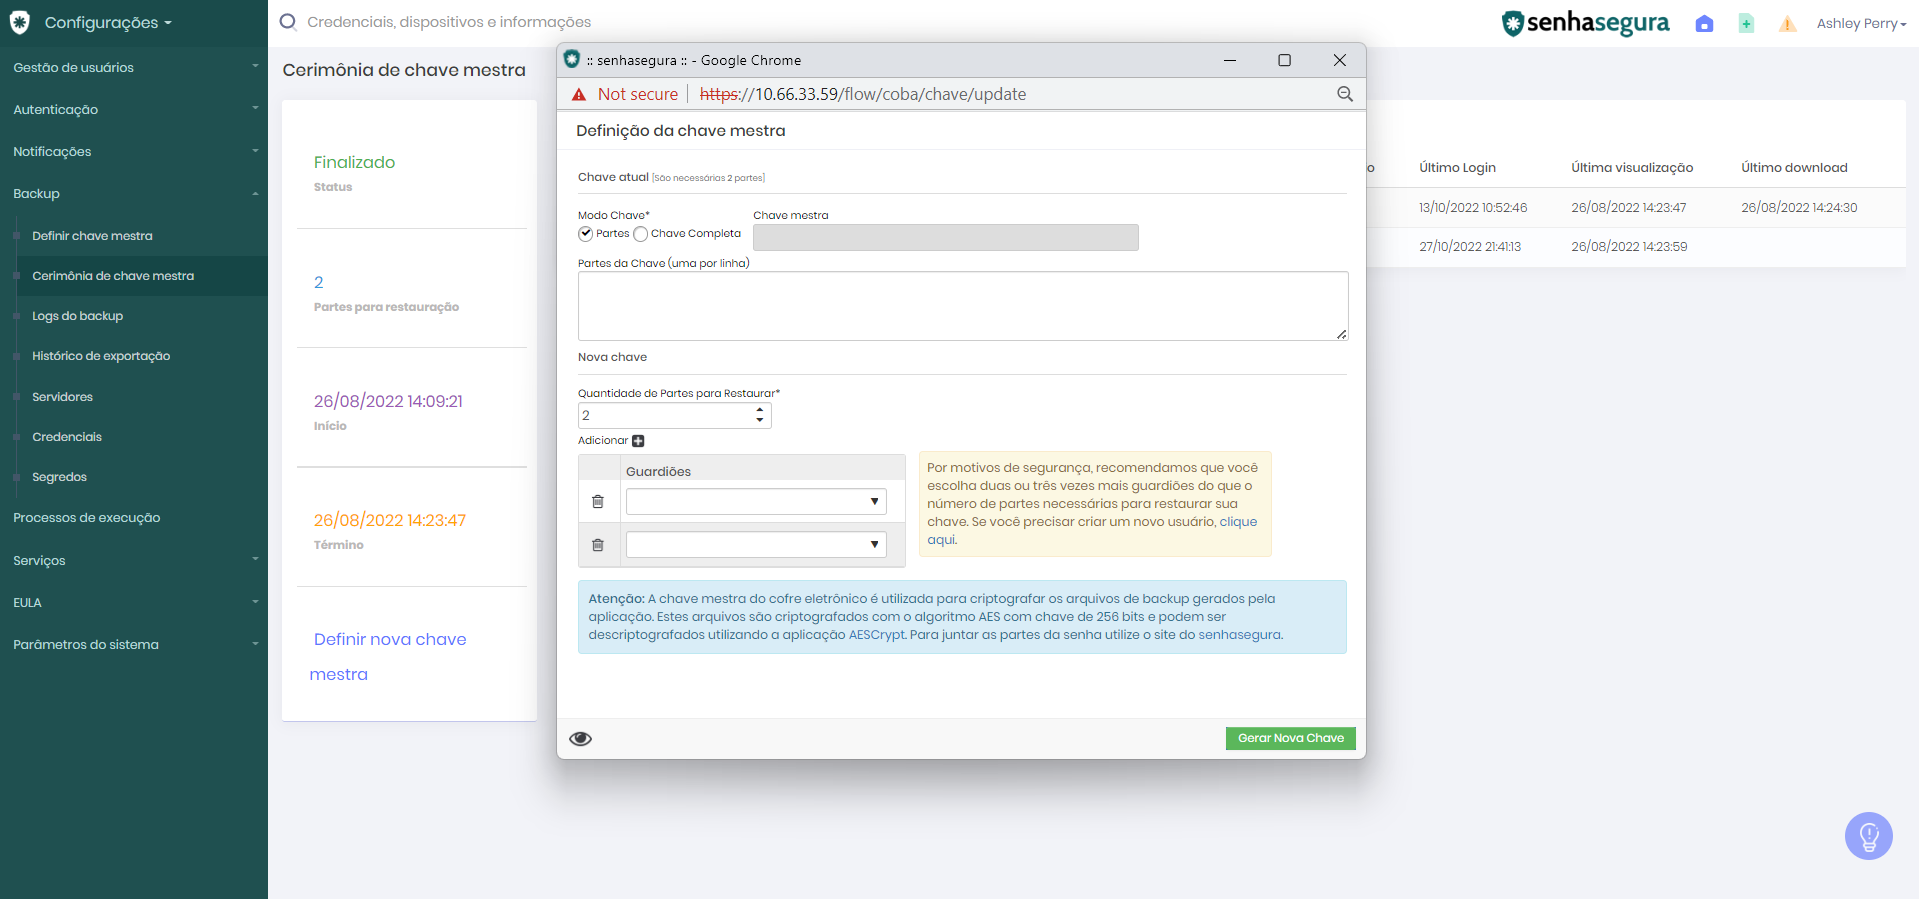 Configurações
Credenciais, dispositivos e informações
senhasegura
Ashley Perry
Gestão de usuários
Autenticação
Notificações
Backup
Definir chave mestra
Cerimônia de chave mestra
Logs do backup
Histórico de exportação
Servidores
Credenciais
Segredos
Processos de execução
Serviços
EULA
Parâmetros do sistema
Cerimônia de chave mestra
Finalizado
Status
2
Partes para restauração
26/08/2022 14:09:21
Início
26/08/2022 14:23:47
Término
Definir nova chave
mestra
:: senhasegura :: - Google Chrome
Not secure
https://10.66.33.59/flow/coba/chave/update
Definição da chave mestra
Chave atual [São necessárias 2 partes]
Modo Chave*
Chave mestra
Partes
Chave Completa
Partes da Chave (uma por linha)
Nova chave
Quantidade de Partes para Restaurar*
2
Adicionar
Guardiões
Por motivos de segurança, recomendamos que você
escolha duas ou três vezes mais guardiões do que o
número de partes necessárias para restaurar sua
chave. Se você precisar criar um novo usuário, clique
aqui.
Atenção: A chave mestra do cofre eletrônico é utilizada para criptografar os arquivos de backup gerados pela
aplicação. Estes arquivos são criptografados com o algoritmo AES com chave de 256 bits e podem ser
descriptografados utilizando a aplicação AESCrypt. Para juntar as partes da senha utilize o site do senhasegura.
Gerar Nova Chave
o
Último Login
Última visualização
Último download
13/10/2022 10:52:46
26/08/2022 14:23:47
26/08/2022 14:24:30
27/10/2022 21:41:13
26/08/2022 14:23:59